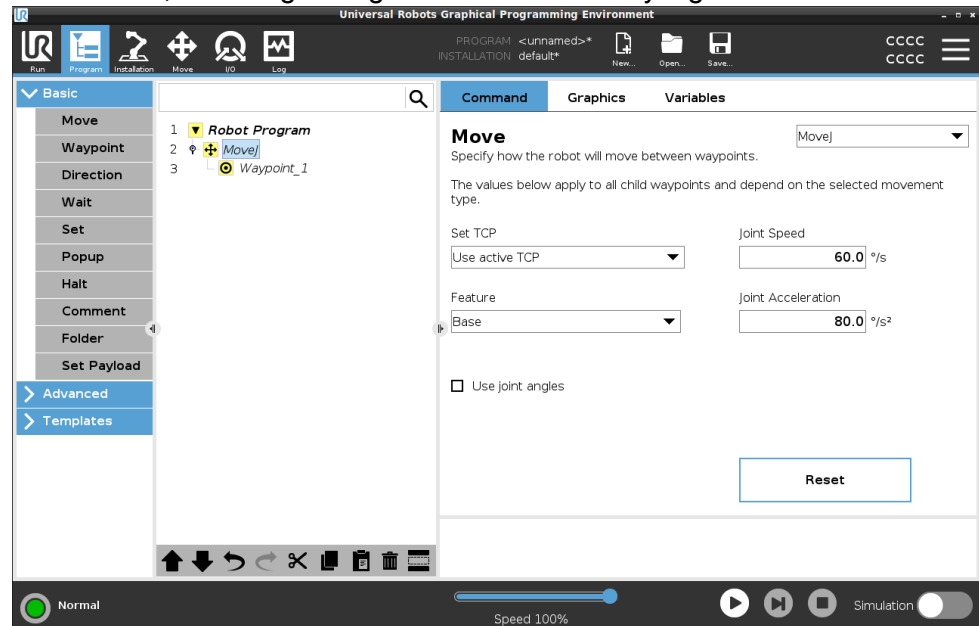 Universal Robots Graphical Programming Environment
PROGRAM <unnamed>*
INSTALLATION default*
CCCC
CCCC
Run Program Installation Move I/O Log New... Open... Save...
Basic
Move
Waypoint
Direction
Wait
Set
Popup
Halt
Comment
Folder
Set Payload
Advanced
Templates
1 Robot Program
2 MoveJ
3 Waypoint_1
Command Graphics Variables
Move
MoveJ
Specify how the robot will move between waypoints.
The values below apply to all child waypoints and depend on the selected movement
type.
Set TCP
Joint Speed
Use active TCP
60.0 °/s
Feature
Joint Acceleration
Base
80.0 °/s²
Use joint angles
Reset
Normal
Speed 100%
Simulation